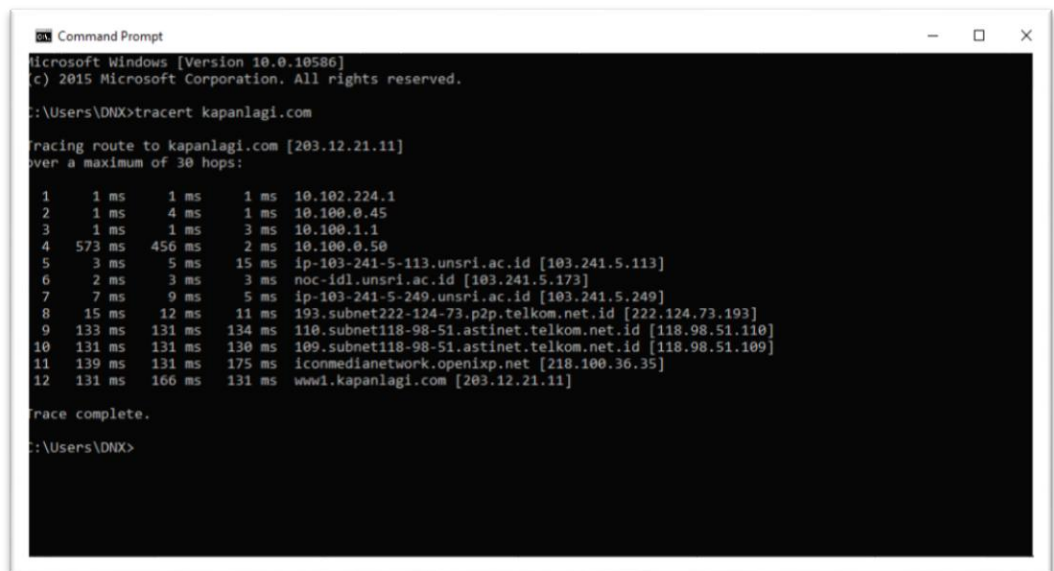 Command Prompt
Microsoft Windows [Version 10.0.10586]
(c) 2015 Microsoft Corporation. All rights reserved.
C:\Users\DNX>tracert kapanlagi.com
Tracing route to kapanlagi.com [203.12.21.11]
over a maximum of 30 hops:
1 1 ms 1 ms 1 ms 10.102.224.1
2 1 ms 4 ms 1 ms 10.100.0.45
3 1 ms 1 ms 3 ms 10.100.1.1
4 573 ms 456 ms 2 ms 10.100.0.50
5 3 ms 5 ms 15 ms ip-103-241-5-113.unsri.ac.id [103.241.5.113]
6 2 ms 3 ms 3 ms noc-idl.unsri.ac.id [103.241.5.173]
7 7 ms 9 ms 5 ms ip-103-241-5-249.unsri.ac.id [103.241.5.249]
8 15 ms 12 ms 11 ms 193.subnet222-124-73.p2p.telkom.net.id [222.124.73.193]
9 133 ms 131 ms 134 ms 110.subnet118-98-51.astinet.telkom.net.id [118.98.51.110]
10 131 ms 131 ms 130 ms 109.subnet118-98-51.astinet.telkom.net.id [118.98.51.109]
11 139 ms 131 ms 175 ms iconmedianetwork.openixp.net [218.100.36.35]
12 131 ms 166 ms 131 ms www1.kapanlagi.com [203.12.21.11]
Trace complete.
C:\Users\DNX>